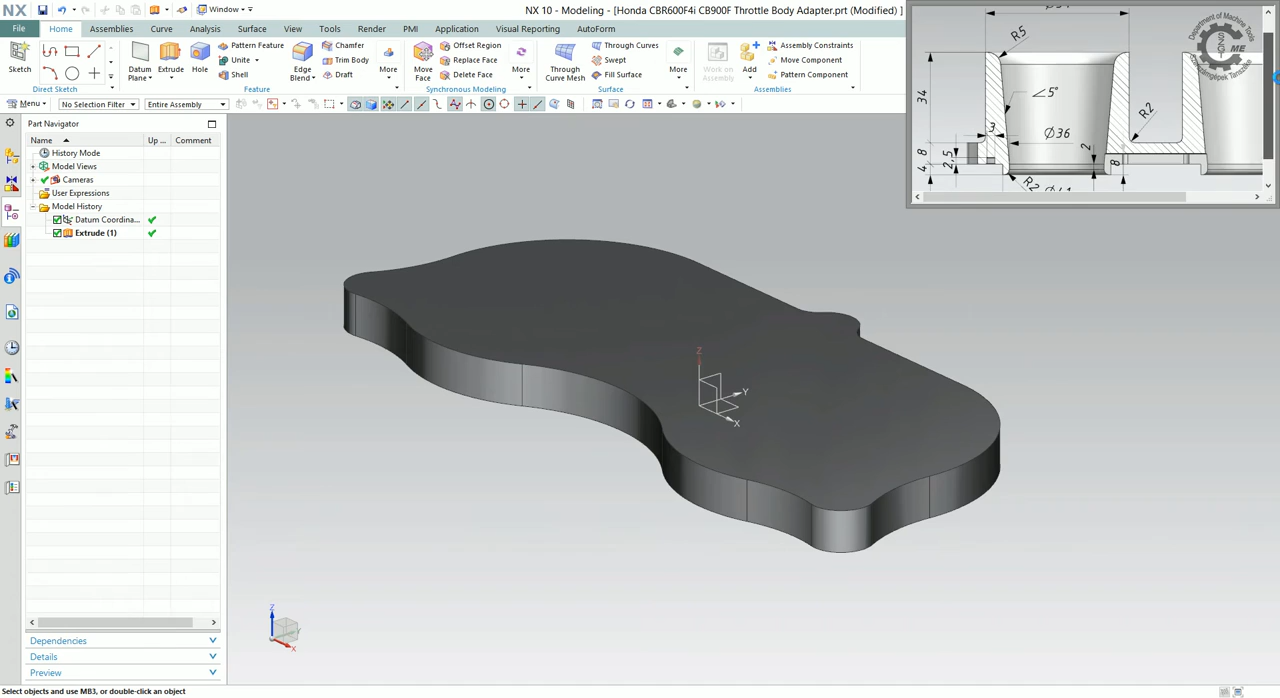 NX
Window
NX 10 - Modeling - [Honda CBR600F4i CB900F Throttle Body Adapter.prt (Modified) ]
File Home Assemblies Curve Analysis Surface View Tools Render PMI Application Visual Reporting AutoForm
Sketch
Direct Sketch
Datum Plane
Extrude
Hole
Pattern Feature
Unite
Shell
Edge Blend
Chamfer
Trim Body
Draft
More
Feature
Move Face
Offset Region
Replace Face
Delete Face
More
Synchronous Modeling
Through Curve Mesh
Through Curves
Swept
Fill Surface
More
Surface
Work on Assembly
Add
Assembly Constraints
Move Component
Pattern Component
Assemblies
Menu
No Selection Filter
Entire Assembly
Part Navigator
Name Up ... Comment
History Mode
Model Views
Cameras
User Expressions
Model History
Datum Coordina...
Extrude (1)
Dependencies
Details
Preview
Select objects and use MB3, or double-click an object
Z
Y
X
Z
X
R5
34
∠5°
3
Ø36
R2
8
2,5
4
2
8
R2
Department of Machine Tools
ME